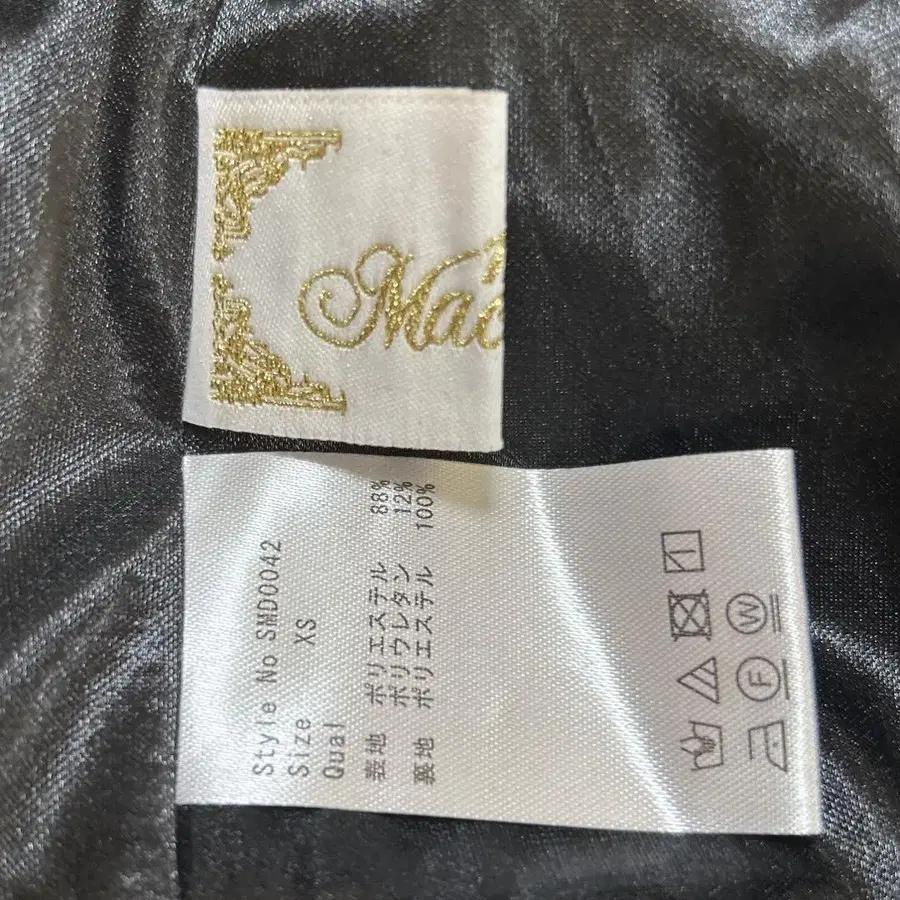 Mac
Style No SMD0042
Size XS
Qual
表地 ポリエステル 88%
ポリウレタン 12%
裏地 ポリエステル 100%
W
F